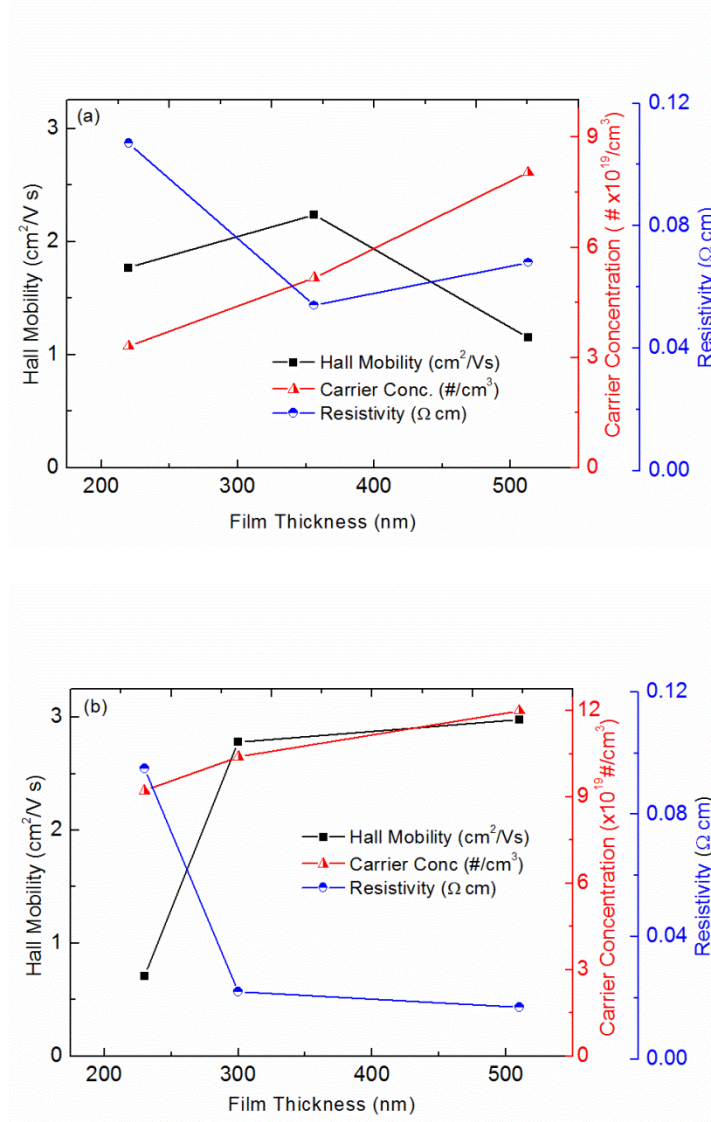 (a)
3
2
1
0
Hall Mobility (cm²/V s)
9
6
3
0
Carrier Concentration ( # x10¹⁹/cm³)
0.12
0.08
0.04
0.00
Resistivity (Ω cm)
Hall Mobility (cm²/Vs)
Carrier Conc. (#/cm³)
Resistivity (Ω cm)
200 300 400 500
Film Thickness (nm)
(b)
3
2
1
0
Hall Mobility (cm²/V s)
12
9
6
3
0
Carrier Concentration (x10¹⁹#/cm³)
0.12
0.08
0.04
0.00
Resistivity (Ω cm)
Hall Mobility (cm²/Vs)
Carrier Conc (#/cm³)
Resistivity (Ω cm)
200 300 400 500
Film Thickness (nm)